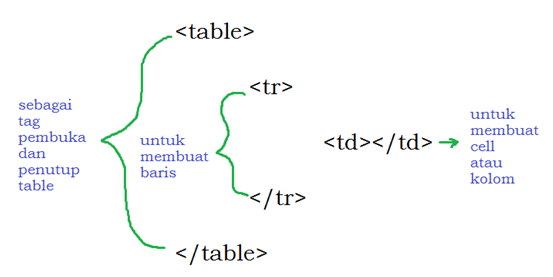 <table>
<tr>
sebagai
tag
pembuka
dan
penutup
table
untuk
membuat
baris
<td></td>
untuk
membuat
cell
atau
kolom
</tr>
</table>